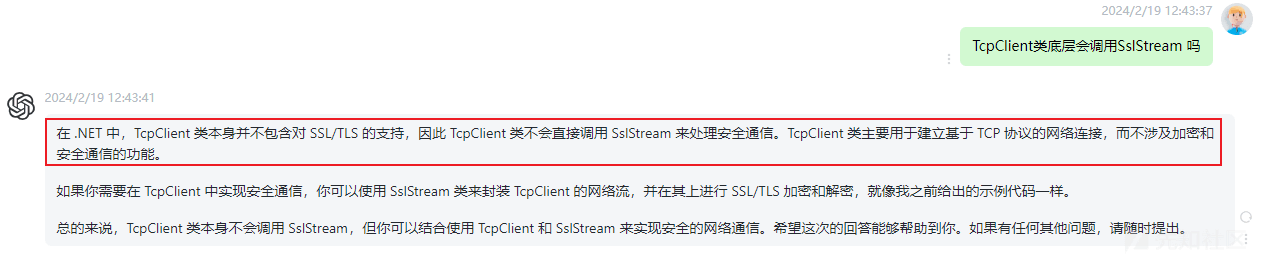 2024/2/19 12:43:37
TcpClient类底层会调用SslStream 吗
2024/2/19 12:43:41
在 .NET 中，TcpClient 类本身并不包含对 SSL/TLS 的支持，因此 TcpClient 类不会直接调用 SslStream 来处理安全通信。TcpClient 类主要用于建立基于 TCP 协议的网络连接，而不涉及加密和
安全通信的功能。
如果你需要在 TcpClient 中实现安全通信，你可以使用 SslStream 类来封装 TcpClient 的网络流，并在其上进行 SSL/TLS 加密和解密，就像我之前给出的示例代码一样。
总的来说，TcpClient 类本身不会调用 SslStream，但你可以结合使用 TcpClient 和 SslStream 来实现安全的网络通信。希望这次的回答能够帮助到你。如果有任何其他问题，请随时提出。
先知社区